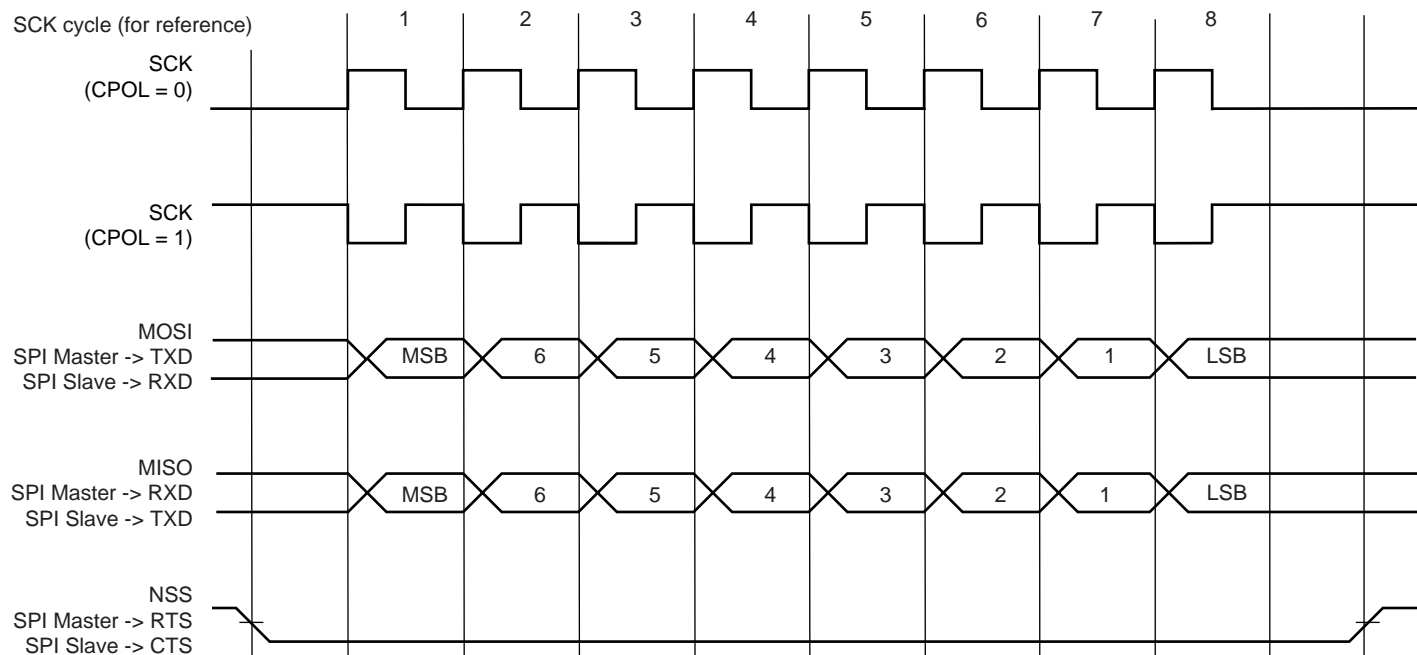 SCK cycle (for reference)
1 2 3 4 5 6 7 8
SCK
(CPOL = 0)
SCK
(CPOL = 1)
MOSI
SPI Master -> TXD
SPI Slave -> RXD
MSB 6 5 4 3 2 1 LSB
MISO
SPI Master -> RXD
SPI Slave -> TXD
MSB 6 5 4 3 2 1 LSB
NSS
SPI Master -> RTS
SPI Slave -> CTS